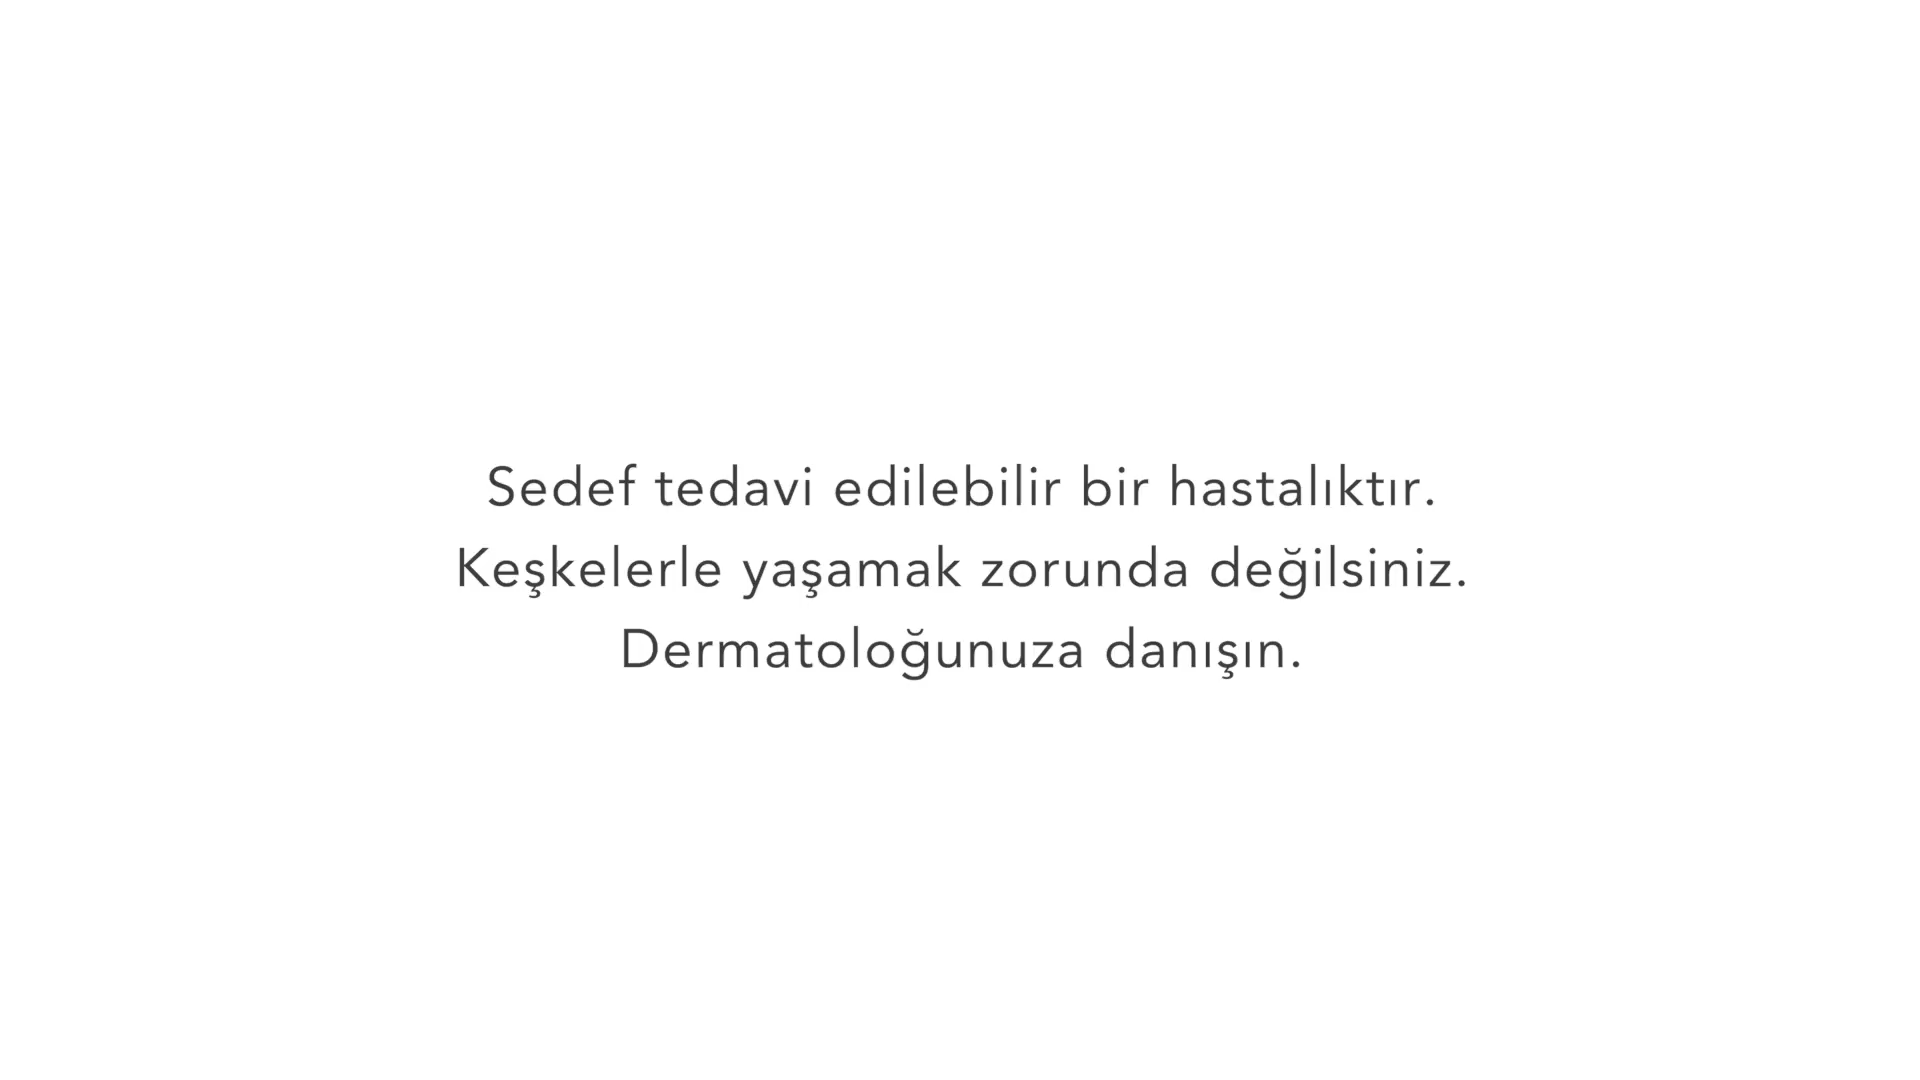 Sedef tedavi edilebilir bir hastalıktır.
Keşkelerle yaşamak zorunda değilsiniz.
Dermatoloğunuza danışın.